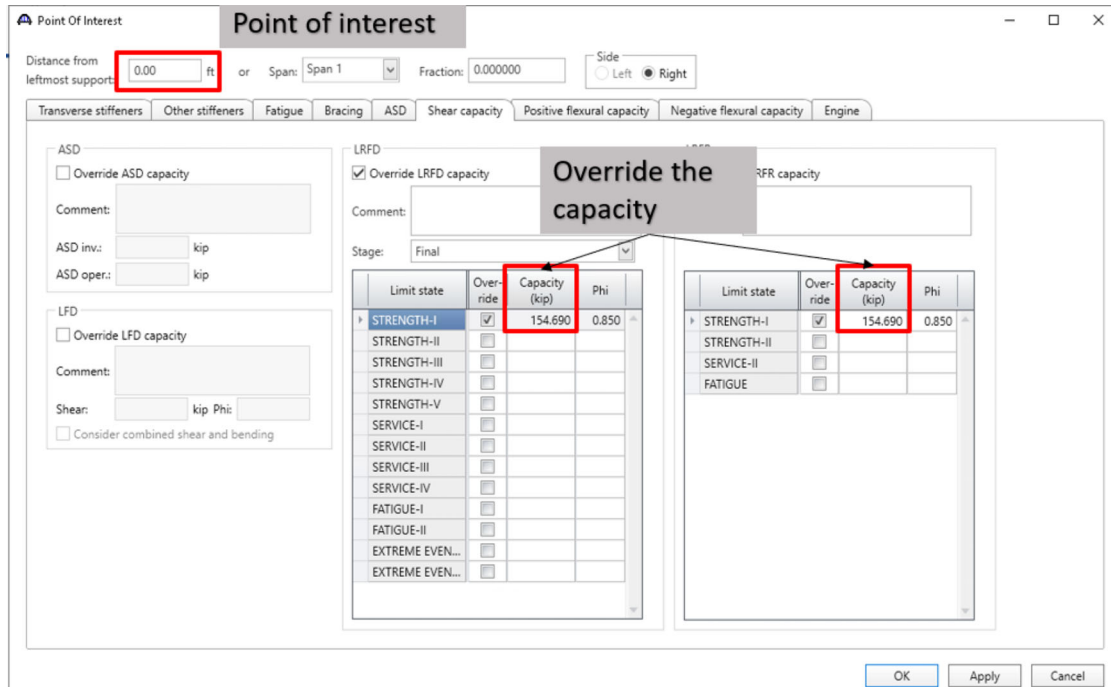 Point Of Interest
Point of interest
Distance from
leftmost support:
0.00 ft or Span: Span 1 Fraction: 0.000000
Side
Left Right
Transverse stiffeners Other stiffeners Fatigue Bracing ASD Shear capacity Positive flexural capacity Negative flexural capacity Engine
ASD
Override ASD capacity
Comment:
ASD inv.: kip
ASD oper.: kip
LFD
Override LFD capacity
Comment:
Shear: kip Phi:
Consider combined shear and bending
LRFD
Override LRFD capacity
Comment:
Stage: Final
Limit state Over-ride Capacity (kip) Phi
STRENGTH-I 154.690 0.850
STRENGTH-II
STRENGTH-III
STRENGTH-IV
STRENGTH-V
SERVICE-I
SERVICE-II
SERVICE-III
SERVICE-IV
FATIGUE-I
FATIGUE-II
EXTREME EVEN...
EXTREME EVEN...
Override the
capacity
capacity
Limit state Over-ride Capacity (kip) Phi
STRENGTH-I 154.690 0.850
STRENGTH-II
SERVICE-II
FATIGUE
OK Apply Cancel